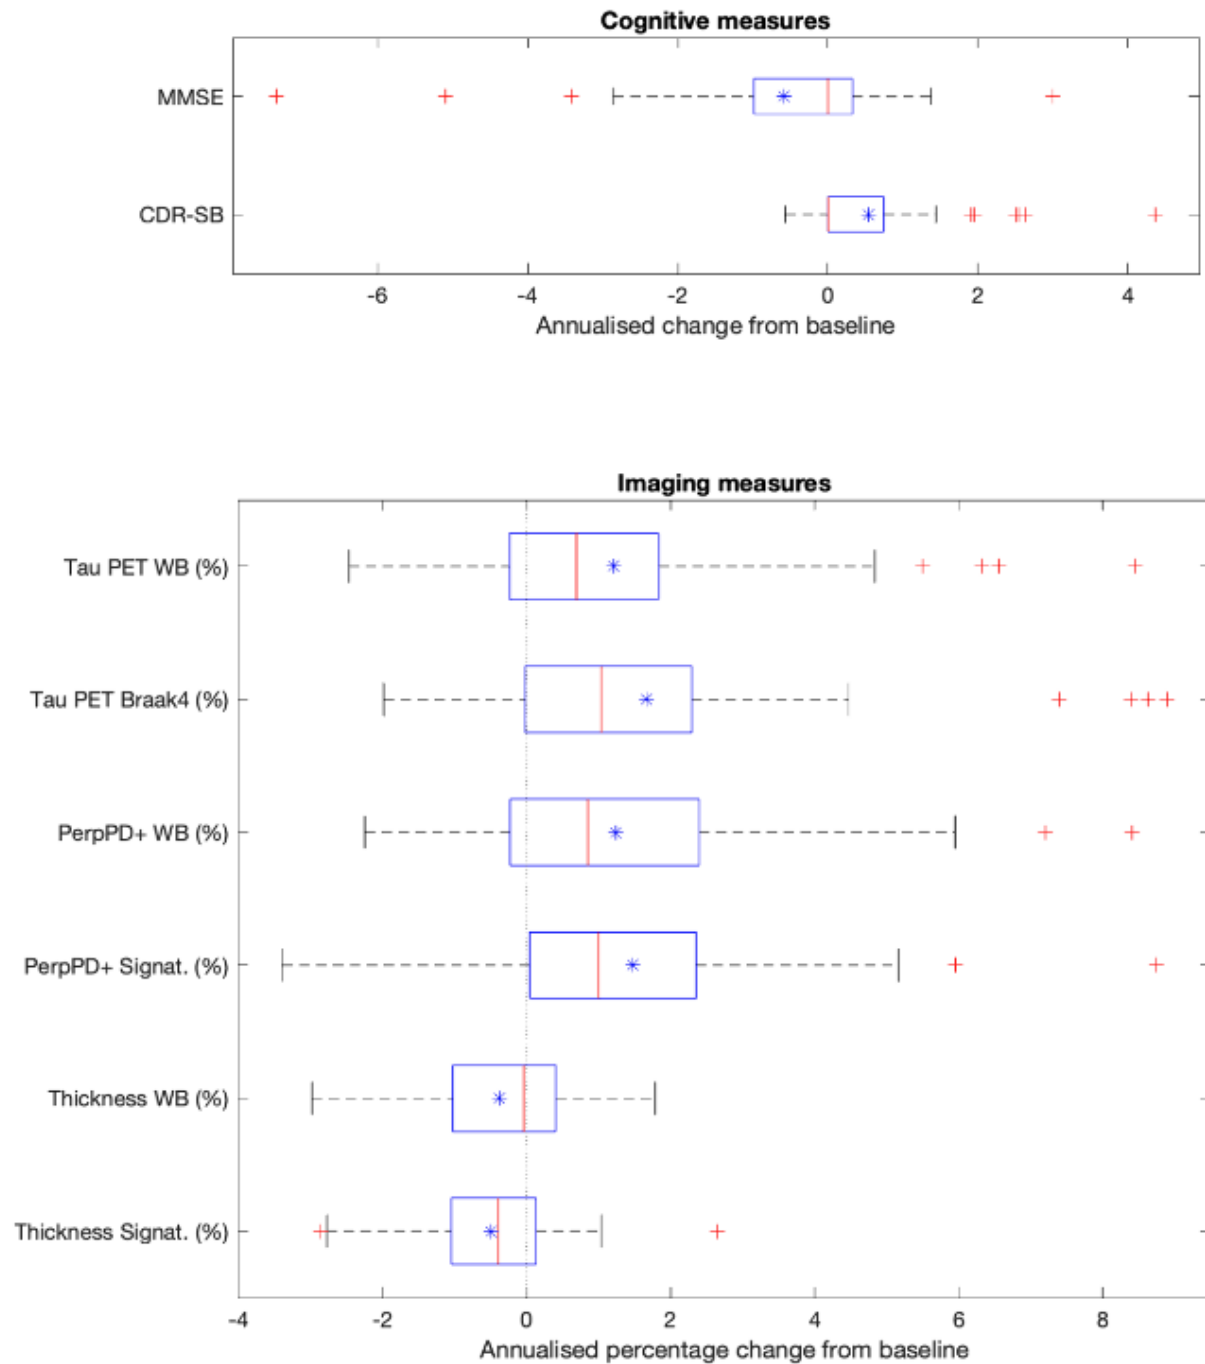 Cognitive measures
MMSE
CDR-SB
-6 -4 -2 0 2 4
Annualised change from baseline
Imaging measures
Tau PET WB (%)
Tau PET Braak4 (%)
PerpPD+ WB (%)
PerpPD+ Signat. (%)
Thickness WB (%)
Thickness Signat. (%)
-4 -2 0 2 4 6 8
Annualised percentage change from baseline